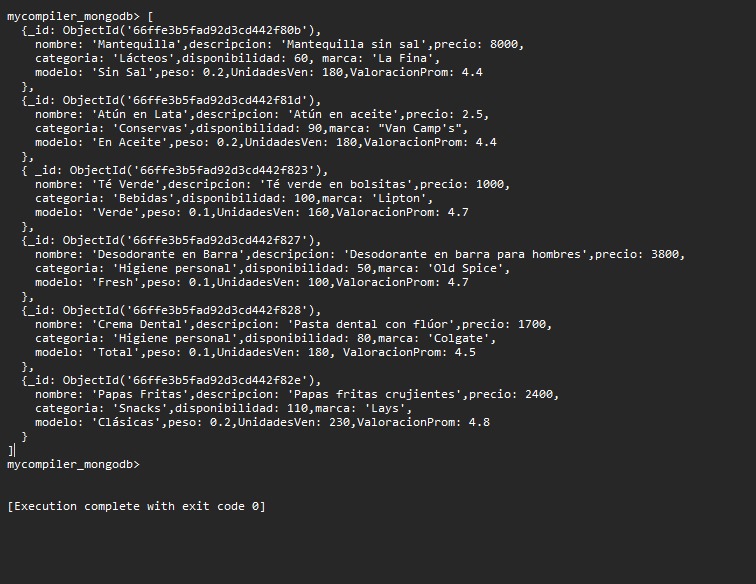 mycompiler_mongodb> [
  {_id: ObjectId('66ffe3b5fad92d3cd442f80b'),
    nombre: 'Mantequilla',descripcion: 'Mantequilla sin sal',precio: 8000,
    categoria: 'Lácteos',disponibilidad: 60, marca: 'La Fina',
    modelo: 'Sin Sal',peso: 0.2,UnidadesVen: 180,ValoracionProm: 4.4
  },
  {_id: ObjectId('66ffe3b5fad92d3cd442f81d'),
    nombre: 'Atún en Lata',descripcion: 'Atún en aceite',precio: 2.5,
    categoria: 'Conservas',disponibilidad: 90,marca: "Van Camp's",
    modelo: 'En Aceite',peso: 0.2,UnidadesVen: 180,ValoracionProm: 4.4
  },
  { _id: ObjectId('66ffe3b5fad92d3cd442f823'),
    nombre: 'Té Verde',descripcion: 'Té verde en bolsitas',precio: 1000,
    categoria: 'Bebidas',disponibilidad: 100,marca: 'Lipton',
    modelo: 'Verde',peso: 0.1,UnidadesVen: 160,ValoracionProm: 4.7
  },
  {_id: ObjectId('66ffe3b5fad92d3cd442f827'),
    nombre: 'Desodorante en Barra',descripcion: 'Desodorante en barra para hombres',precio: 3800,
    categoria: 'Higiene personal',disponibilidad: 50,marca: 'Old Spice',
    modelo: 'Fresh',peso: 0.1,UnidadesVen: 100,ValoracionProm: 4.7
  },
  {_id: ObjectId('66ffe3b5fad92d3cd442f828'),
    nombre: 'Crema Dental',descripcion: 'Pasta dental con flúor',precio: 1700,
    categoria: 'Higiene personal',disponibilidad: 80,marca: 'Colgate',
    modelo: 'Total',peso: 0.1,UnidadesVen: 180, ValoracionProm: 4.5
  },
  {_id: ObjectId('66ffe3b5fad92d3cd442f82e'),
    nombre: 'Papas Fritas',descripcion: 'Papas fritas crujientes',precio: 2400,
    categoria: 'Snacks',disponibilidad: 110,marca: 'Lays',
    modelo: 'Clásicas',peso: 0.2,UnidadesVen: 230,ValoracionProm: 4.8
  }
]
mycompiler_mongodb>
[Execution complete with exit code 0]